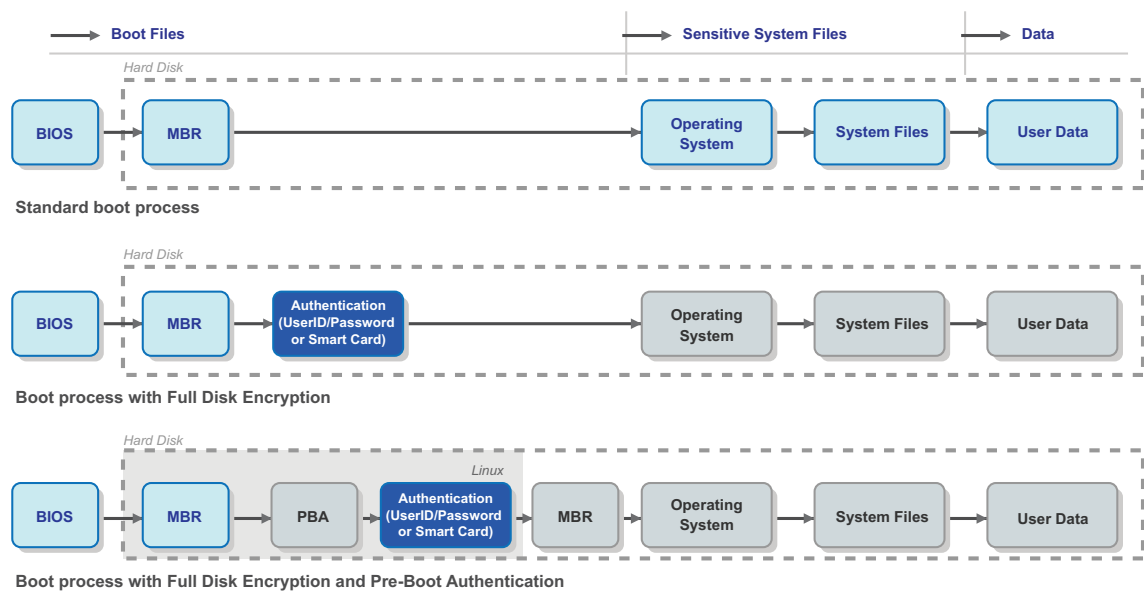 Boot Files
Sensitive System Files
Data
Hard Disk
BIOS
MBR
Operating
System
System Files
User Data
Standard boot process
Hard Disk
BIOS
MBR
Authentication
(UserID/Password
or Smart Card)
Operating
System
System Files
User Data
Boot process with Full Disk Encryption
Hard Disk
Linux
BIOS
MBR
PBA
Authentication
(UserID/Password
or Smart Card)
MBR
Operating
System
System Files
User Data
Boot process with Full Disk Encryption and Pre-Boot Authentication